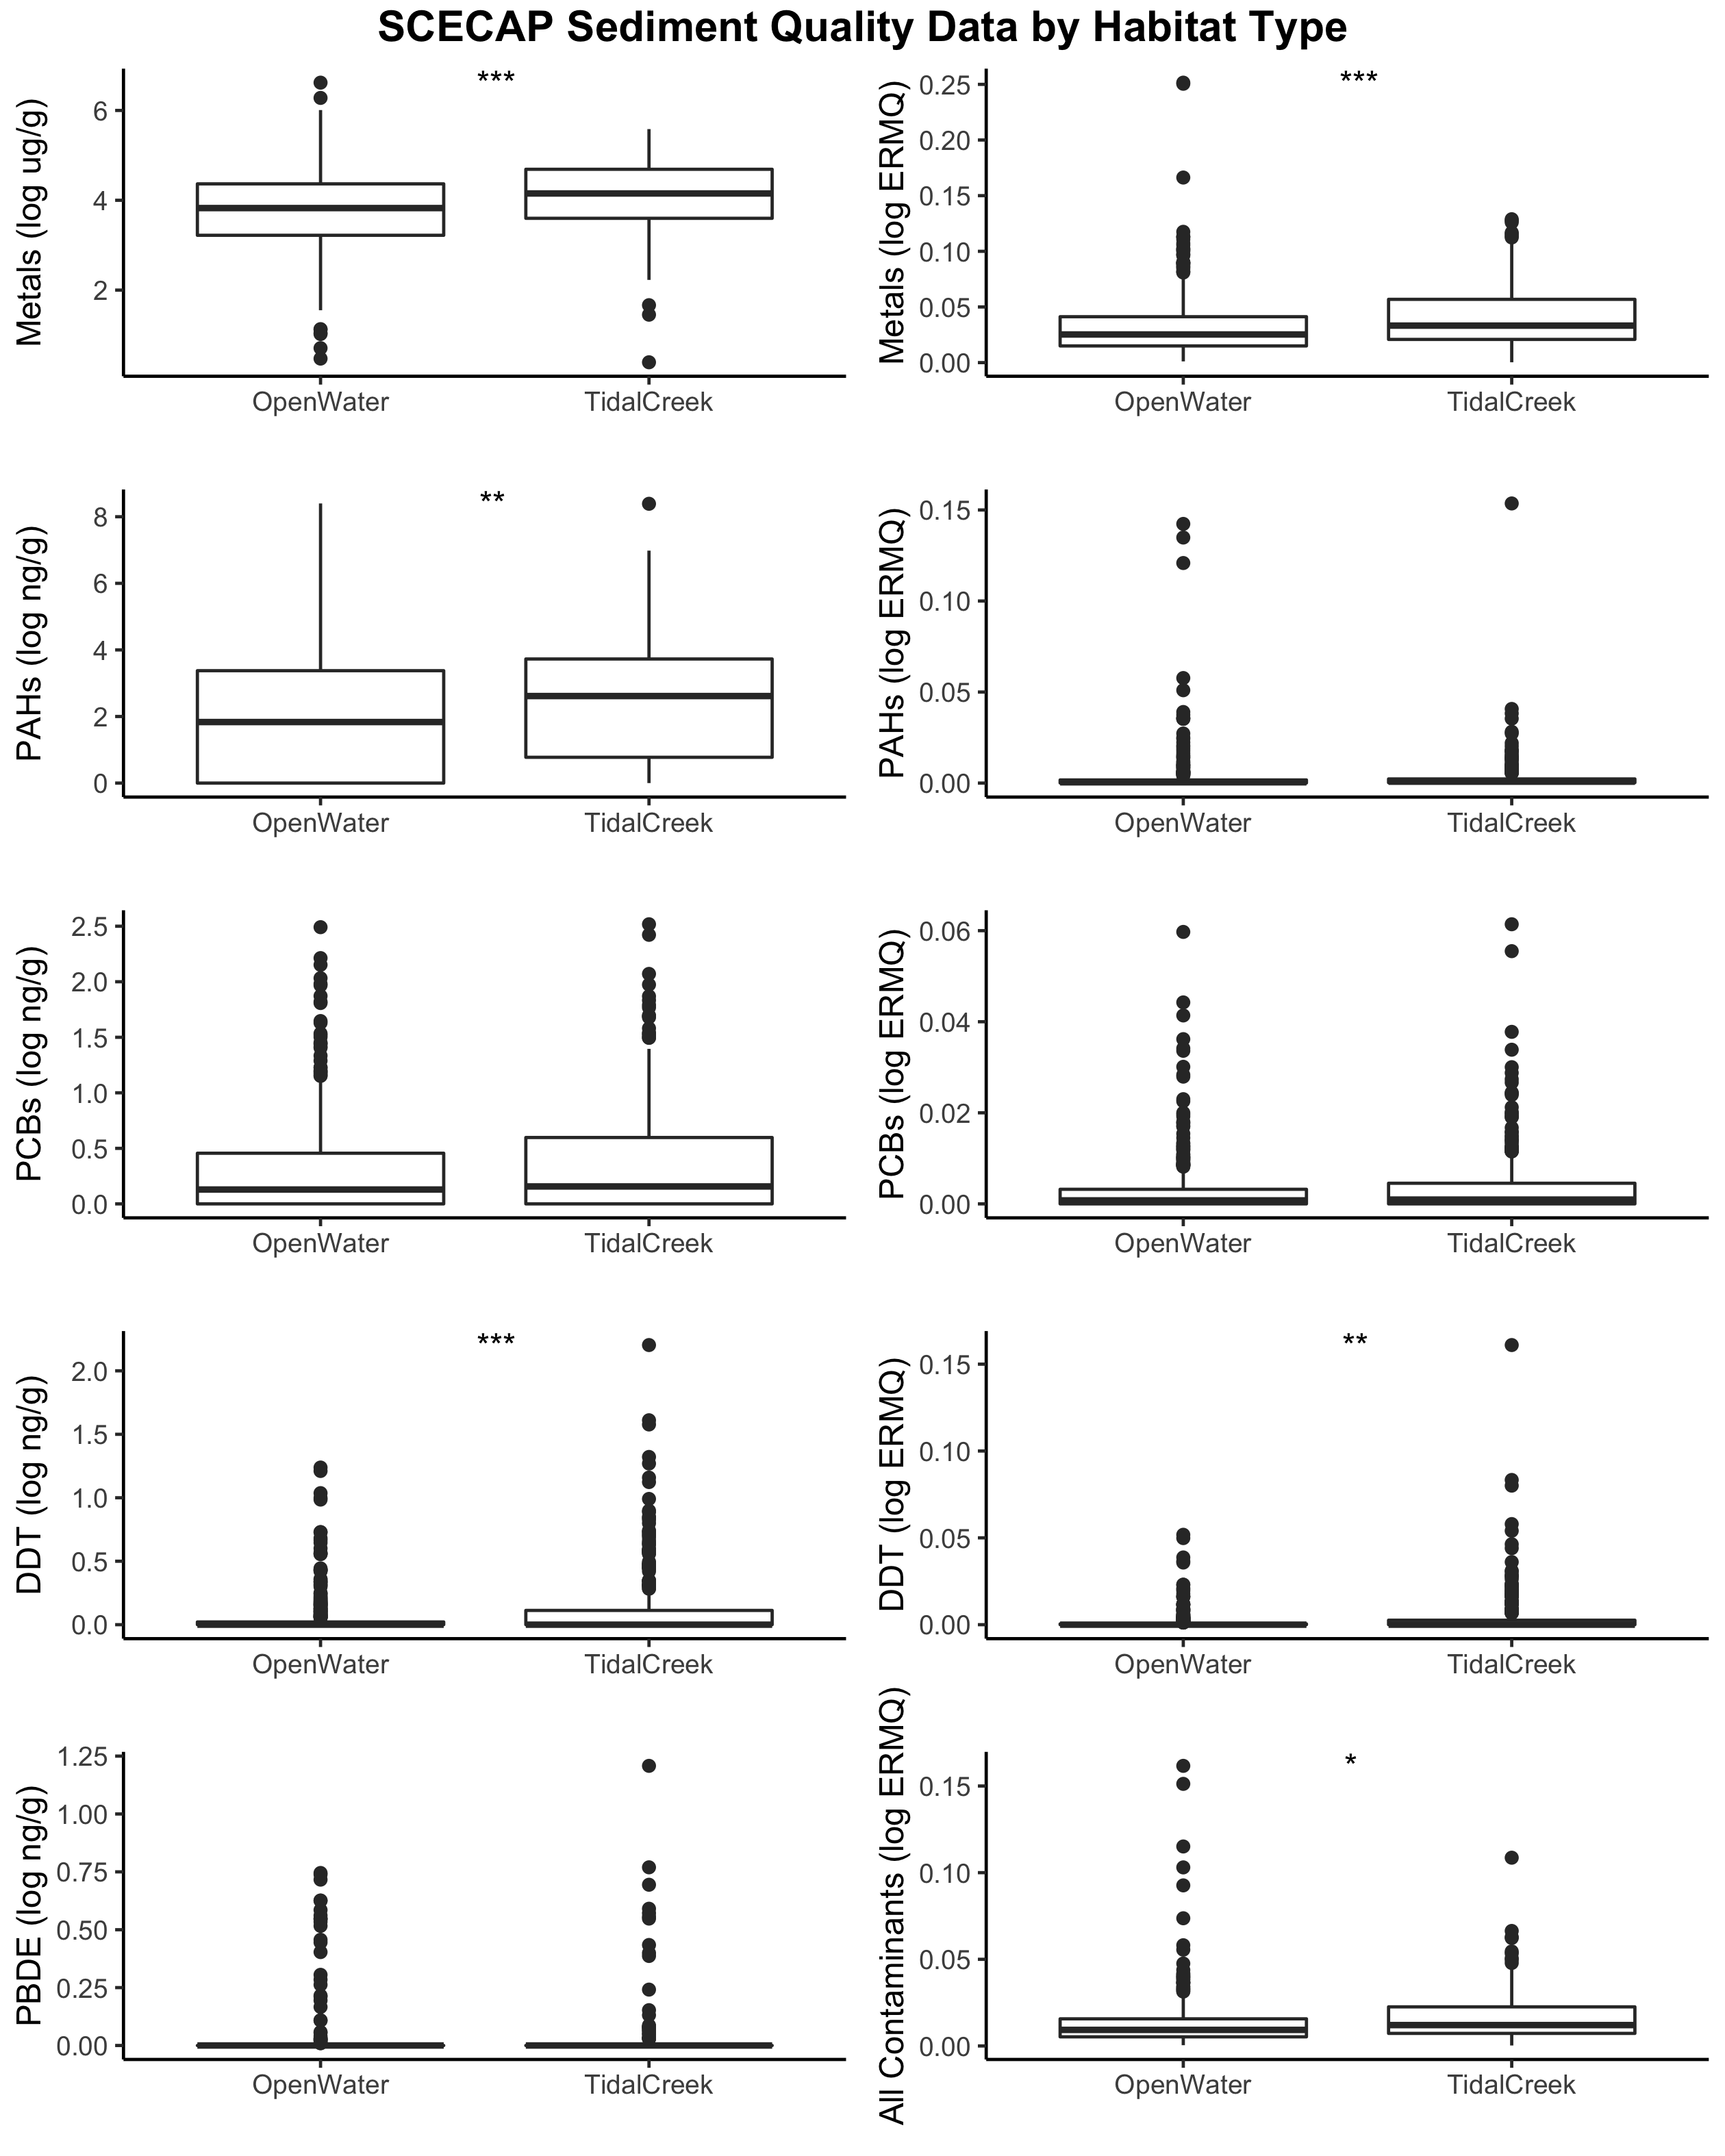 SCECAP Sediment Quality Data by Habitat Type
Metals (log ug/g)
6
4
2
***
OpenWater
TidalCreek
Metals (log ERMQ)
0.25
0.20
0.15
0.10
0.05
0.00
***
OpenWater
TidalCreek
PAHs (log ng/g)
8
6
4
2
0
**
OpenWater
TidalCreek
PAHs (log ERMQ)
0.15
0.10
0.05
0.00
OpenWater
TidalCreek
PCBs (log ng/g)
2.5
2.0
1.5
1.0
0.5
0.0
OpenWater
TidalCreek
PCBs (log ERMQ)
0.06
0.04
0.02
0.00
OpenWater
TidalCreek
DDT (log ng/g)
2.0
1.5
1.0
0.5
0.0
***
OpenWater
TidalCreek
DDT (log ERMQ)
0.15
0.10
0.05
0.00
**
OpenWater
TidalCreek
PBDE (log ng/g)
1.25
1.00
0.75
0.50
0.25
0.00
OpenWater
TidalCreek
All Contaminants (log ERMQ)
0.15
0.10
0.05
0.00
*
OpenWater
TidalCreek